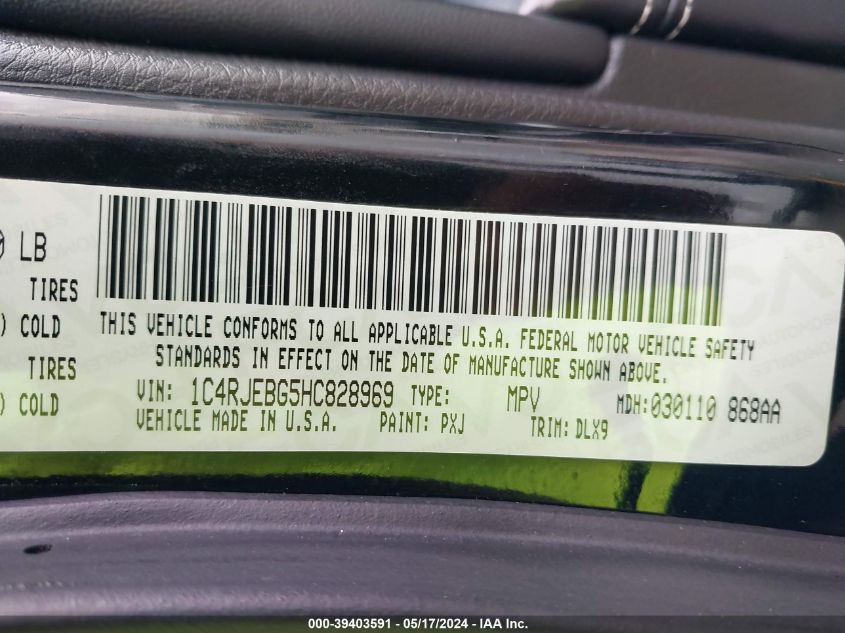 LB
TIRES
) COLD
TIRES
) COLD
THIS VEHICLE CONFORMS TO ALL APPLICABLE U.S.A. FEDERAL MOTOR VEHICLE SAFETY
STANDARDS IN EFFECT ON THE DATE OF MANUFACTURE SHOWN ABOVE.
VIN: 1C4RJEBG5HC828969 TYPE: MPV MDH:030110 868AA
VEHICLE MADE IN U.S.A. PAINT: PXJ TRIM: DLX9
000-39403591 - 05/17/2024 - IAA Inc.